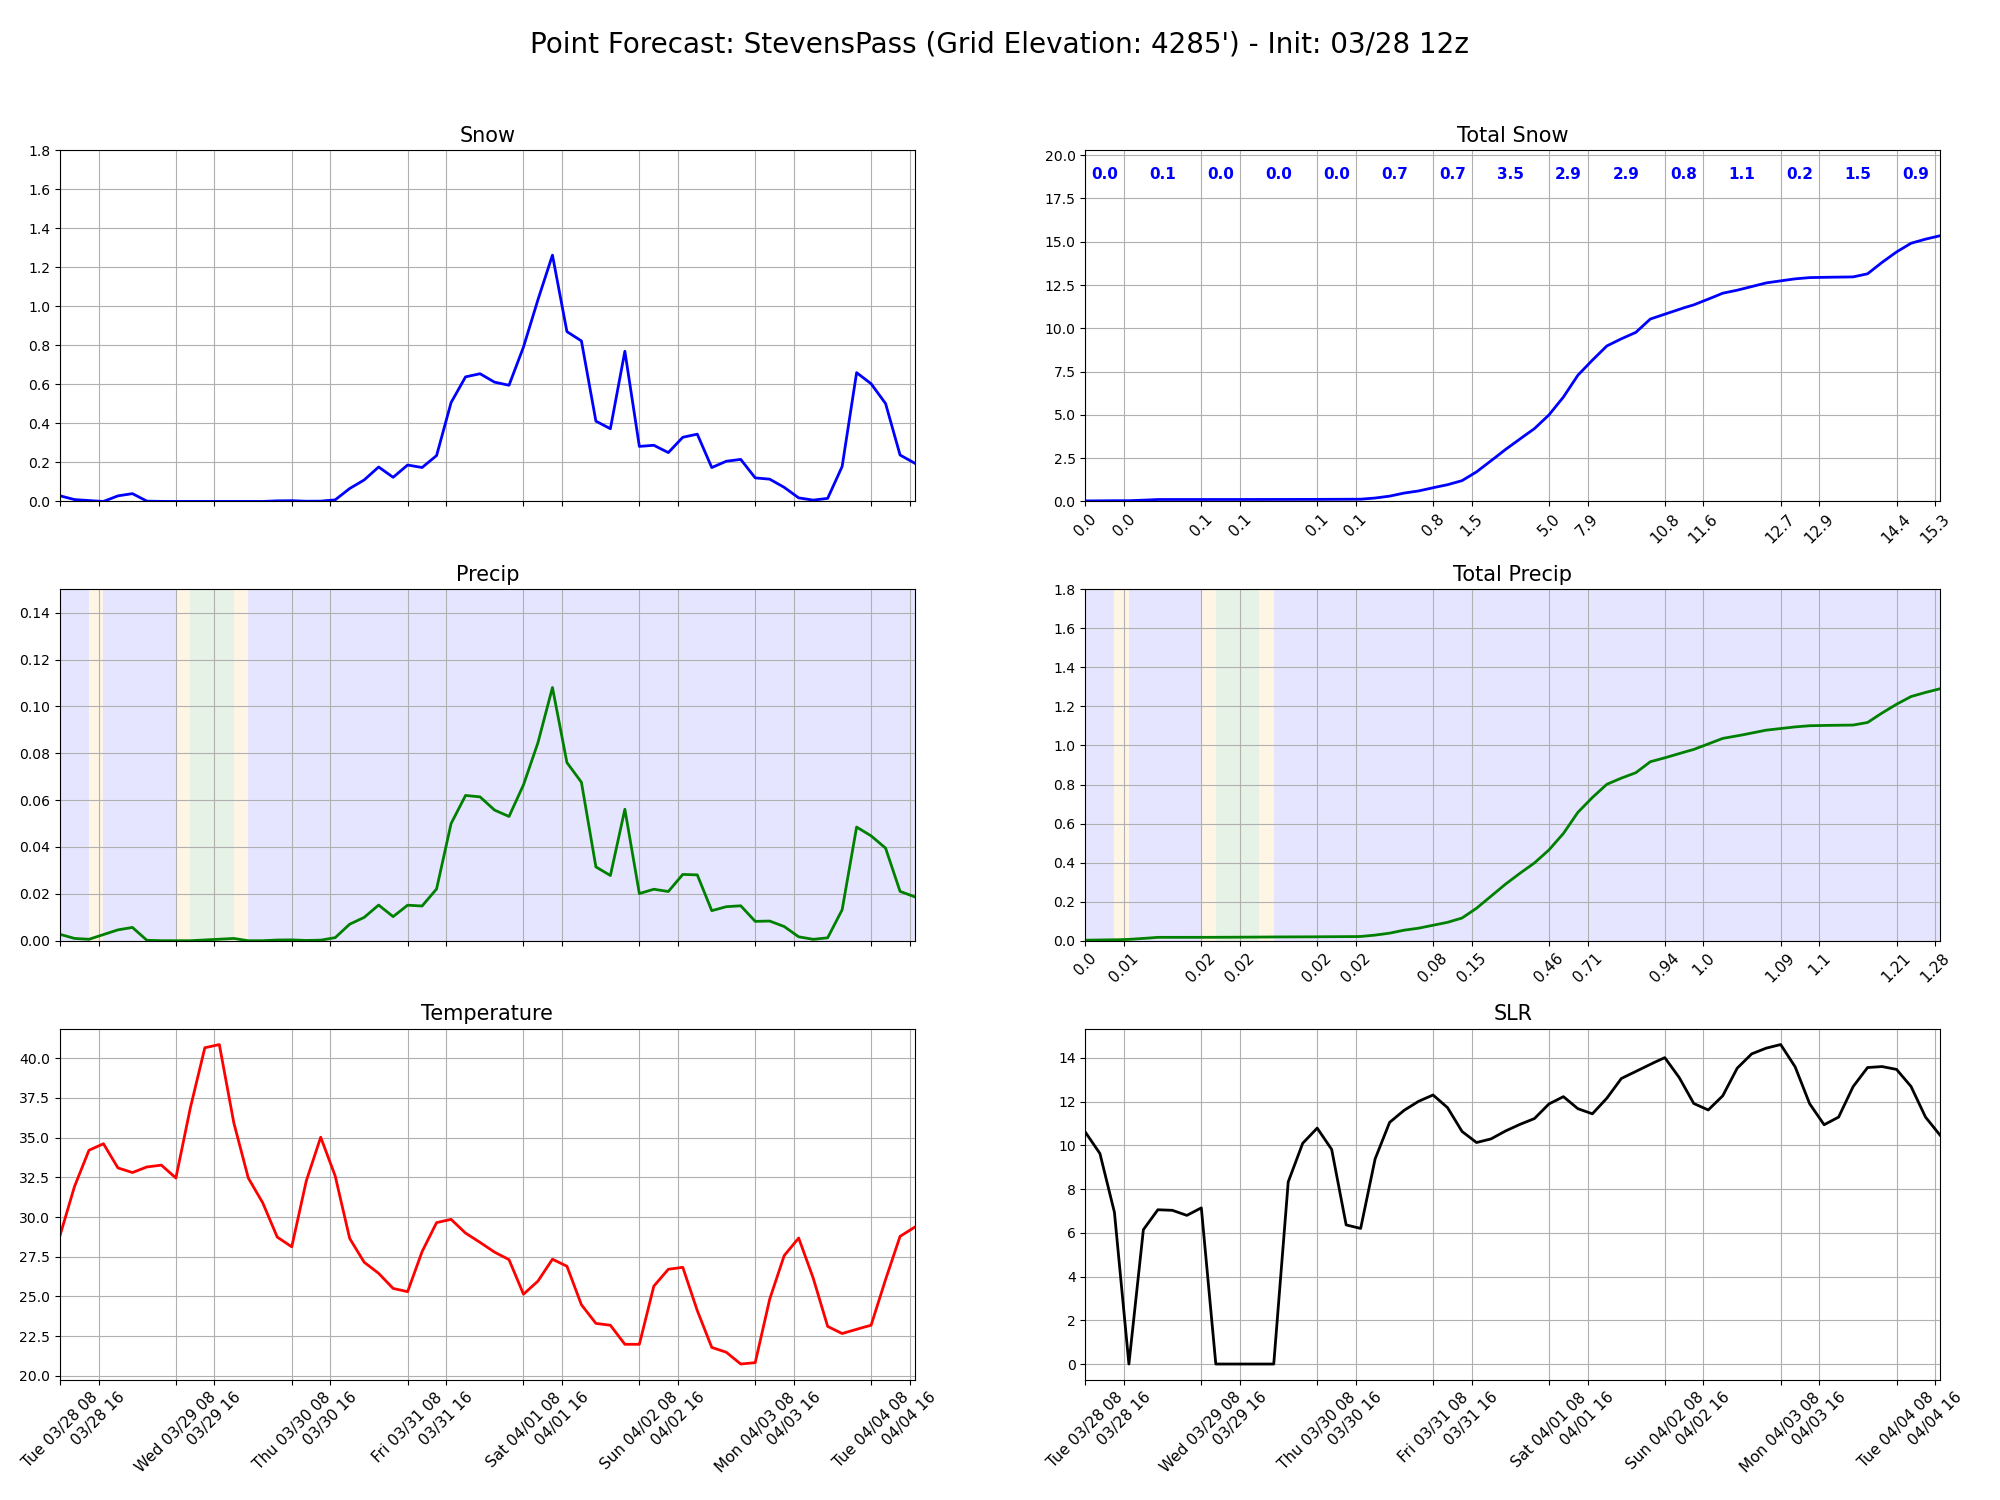 Point Forecast: StevensPass (Grid Elevation: 4285') - Init: 03/28 12z
Snow
1.8
1.6
1.4
1.2
1.0
0.8
0.6
0.4
0.2
0.0
Total Snow
20.0
17.5
15.0
12.5
10.0
7.5
5.0
2.5
0.0
0.0 0.1 0.0 0.0 0.0 0.7 0.7 3.5 2.9 2.9 0.8 1.1 0.2 1.5 0.9
0.0 0.0 0.1 0.1 0.1 0.1 0.8 1.5 5.0 7.9 10.8 11.6 12.7 12.9 14.4 15.3
Precip
0.14
0.12
0.10
0.08
0.06
0.04
0.02
0.00
Total Precip
1.8
1.6
1.4
1.2
1.0
0.8
0.6
0.4
0.2
0.0
0.0 0.01 0.02 0.02 0.02 0.02 0.08 0.15 0.46 0.71 0.94 1.0 1.09 1.1 1.21 1.28
Temperature
40.0
37.5
35.0
32.5
30.0
27.5
25.0
22.5
20.0
Tue 03/28 08
03/28 16
Wed 03/29 08
03/29 16
Thu 03/30 08
03/30 16
Fri 03/31 08
03/31 16
Sat 04/01 08
04/01 16
Sun 04/02 08
04/02 16
Mon 04/03 08
04/03 16
Tue 04/04 08
04/04 16
SLR
14
12
10
8
6
4
2
0
Tue 03/28 08
03/28 16
Wed 03/29 08
03/29 16
Thu 03/30 08
03/30 16
Fri 03/31 08
03/31 16
Sat 04/01 08
04/01 16
Sun 04/02 08
04/02 16
Mon 04/03 08
04/03 16
Tue 04/04 08
04/04 16